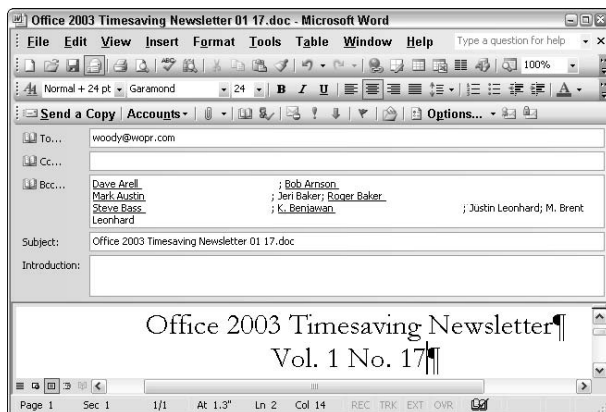 Office 2003 Timesaving Newsletter 01 17.doc - Microsoft Word
File Edit View Insert Format Tools Table Window Help Type a question for help
100%
Normal + 24 pt Garamond 24 B I U A
Send a Copy Accounts Options...
To... woody@wopr.com
Cc...
Bcc... Dave Arell ; Bob Arnson
Mark Austin ; Jeri Baker; Roger Baker
Steve Bass ; K. Benjawan ; Justin Leonhard; M. Brent
Leonhard
Subject: Office 2003 Timesaving Newsletter 01 17.doc
Introduction:
Office 2003 Timesaving Newsletter¶
Vol. 1 No. 17¶
Page 1 Sec 1 1/1 At 1.3" Ln 2 Col 14 REC TRK EXT OVR